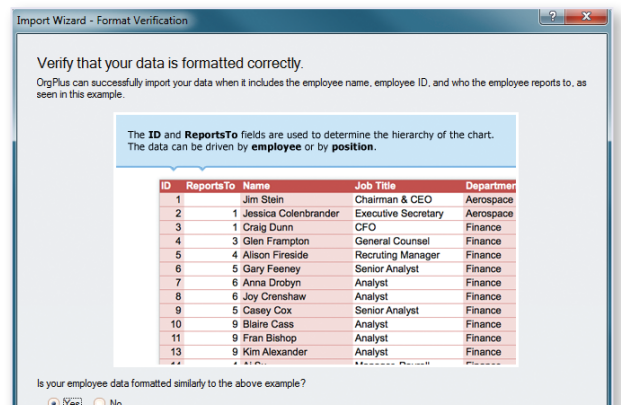 Import Wizard - Format Verification
Verify that your data is formatted correctly.
OrgPlus can successfully import your data when it includes the employee name, employee ID, and who the employee reports to, as
seen in this example.
The ID and ReportsTo fields are used to determine the hierarchy of the chart.
The data can be driven by employee or by position.
ID ReportsTo Name Job Title Departmen
1 Jim Stein Chairman & CEO Aerospace
2 1 Jessica Colenbrander Executive Secretary Aerospace
3 1 Craig Dunn CFO Finance
4 3 Glen Frampton General Counsel Finance
5 4 Alison Fireside Recruting Manager Finance
6 5 Gary Feeney Senior Analyst Finance
7 6 Anna Drobyn Analyst Finance
8 6 Joy Crenshaw Analyst Finance
9 5 Casey Cox Senior Analyst Finance
10 9 Blaire Cass Analyst Finance
11 9 Fran Bishop Analyst Finance
13 9 Kim Alexander Analyst Finance
Is your employee data formatted similarly to the above example?
Yes No